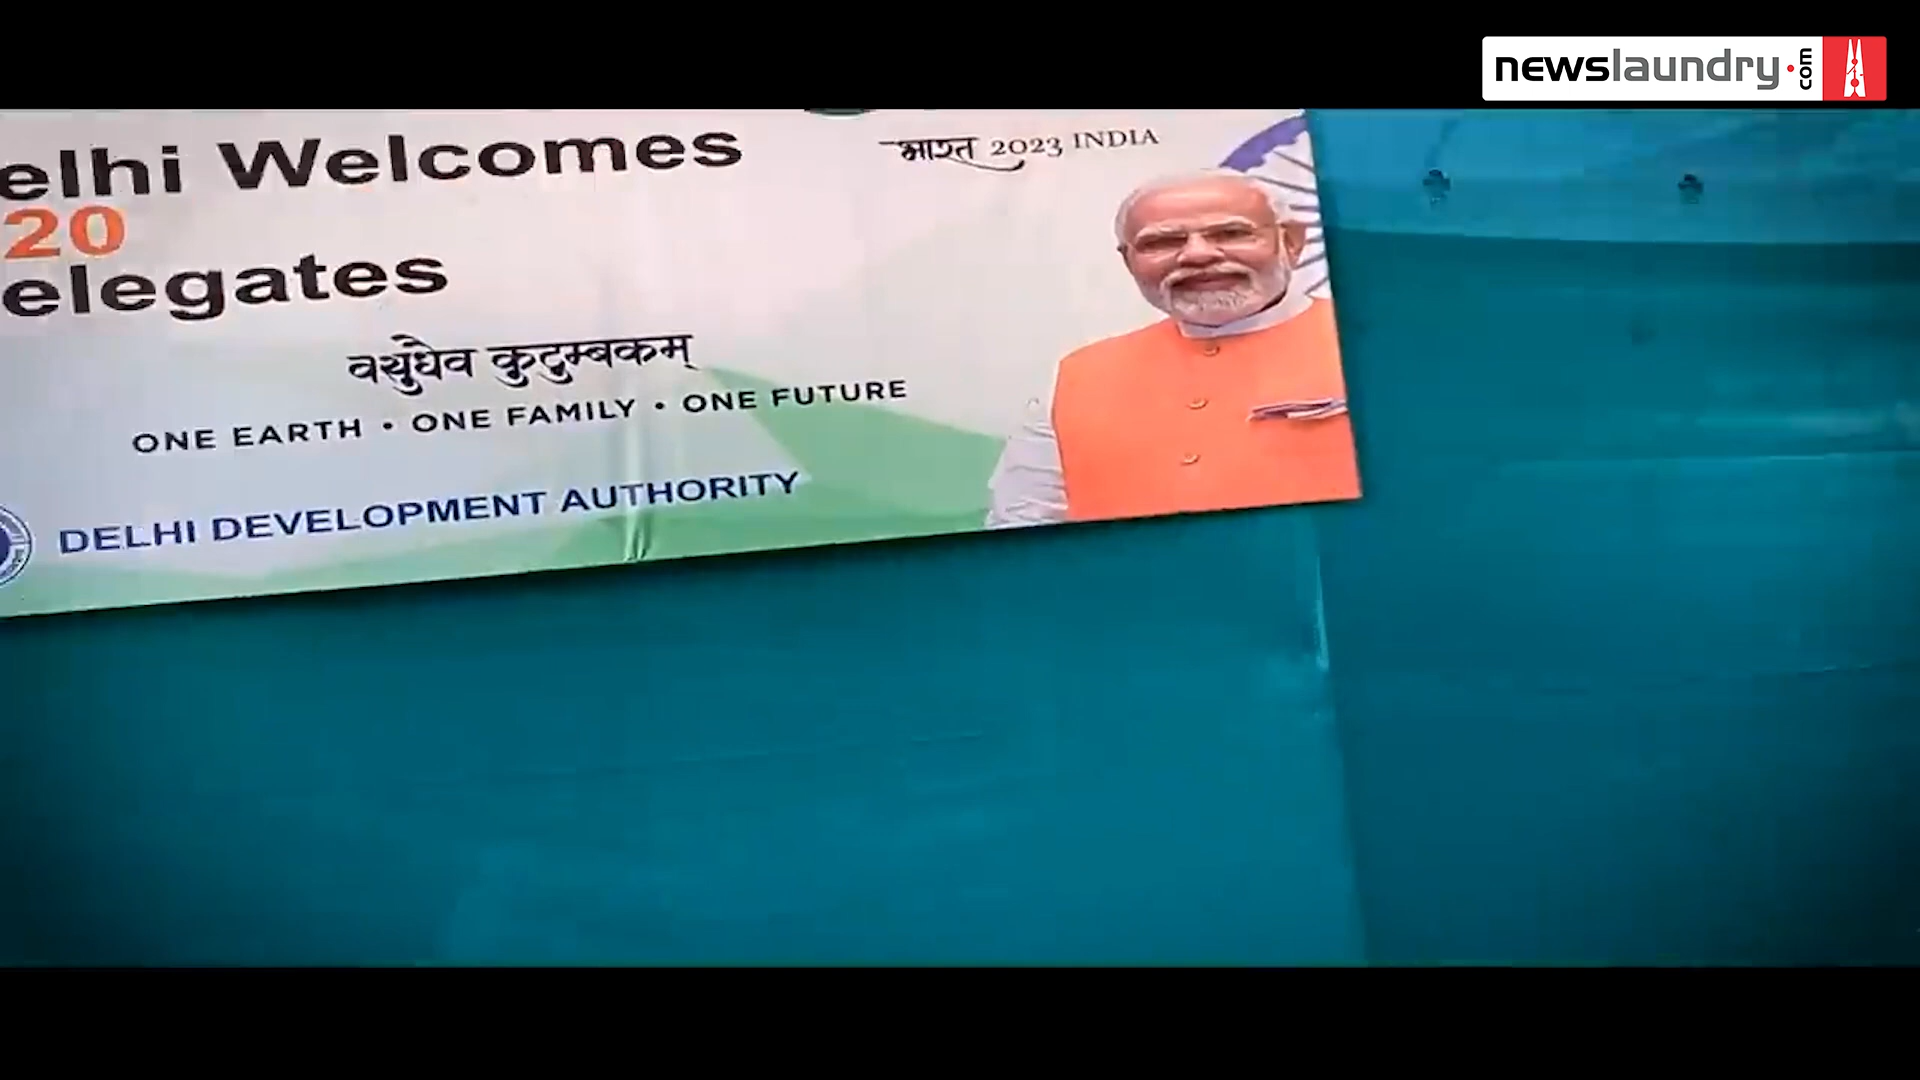 newslaundry.com
elhi Welcomes
भारत 2023 INDIA
20
elegates
वसुधैव कुटुम्बकम्
ONE EARTH • ONE FAMILY • ONE FUTURE
DELHI DEVELOPMENT AUTHORITY